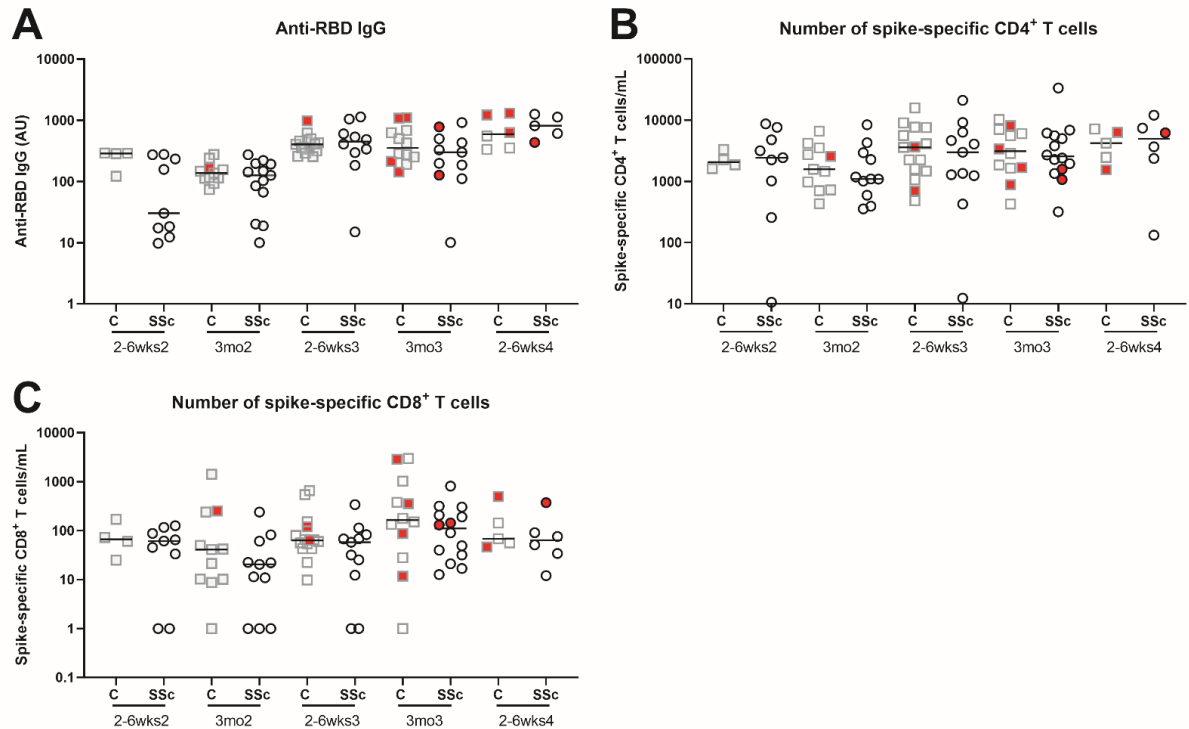 A
Anti-RBD IgG
Anti-RBD IgG (AU)
10000
1000
100
10
1
C SSc C SSc C SSc C SSc C SSc
2-6wks2 3mo2 2-6wks3 3mo3 2-6wks4
B
Number of spike-specific CD4+ T cells
Spike-specific CD4+ T cells/mL
100000
10000
1000
100
10
C SSc C SSc C SSc C SSc C SSc
2-6wks2 3mo2 2-6wks3 3mo3 2-6wks4
C
Number of spike-specific CD8+ T cells
Spike-specific CD8+ T cells/mL
10000
1000
100
10
1
0.1
C SSc C SSc C SSc C SSc C SSc
2-6wks2 3mo2 2-6wks3 3mo3 2-6wks4